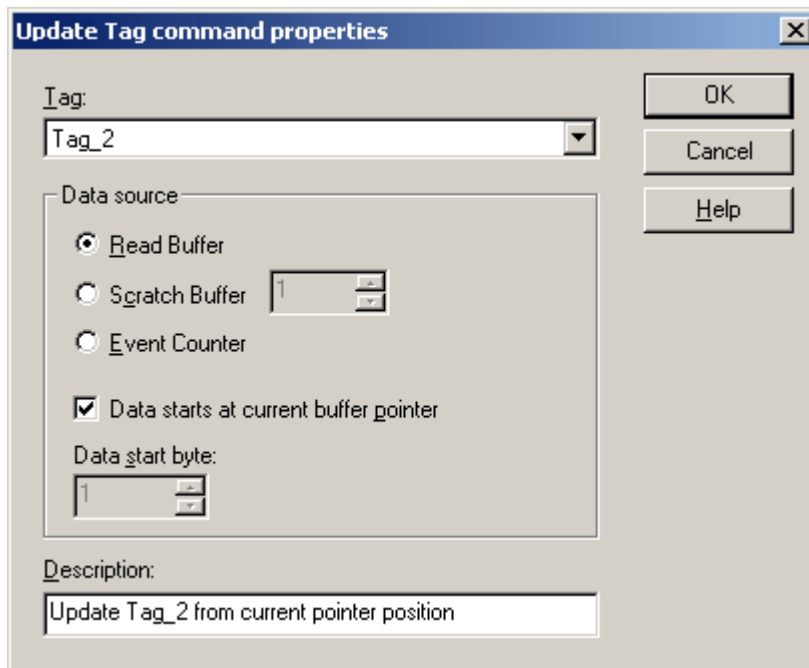 Update Tag command properties
Tag:
Tag_2
OK
Cancel
Help
Data source
Read Buffer
Scratch Buffer 1
Event Counter
Data starts at current buffer pointer
Data start byte:
1
Description:
Update Tag_2 from current pointer position